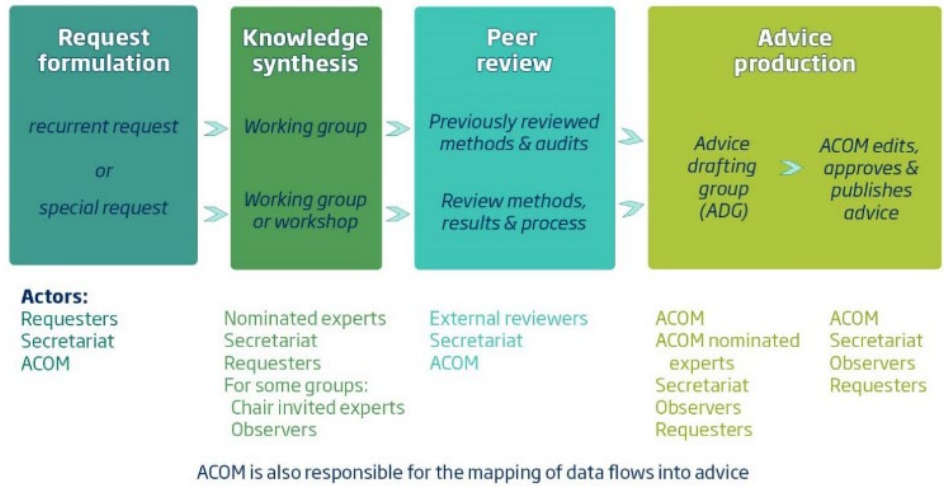 Request
formulation
recurrent request
or
special request
Knowledge
synthesis
Working group
Working group
or workshop
Peer
review
Previously reviewed
methods & audits
Review methods,
results & process
Advice
production
Advice
drafting
group
(ADG)
ACOM edits,
approves &
publishes
advice
Actors:
Requesters
Secretariat
ACOM
Nominated experts
Secretariat
Requesters
For some groups:
Chair invited experts
Observers
External reviewers
Secretariat
ACOM
ACOM
ACOM nominated
experts
Secretariat
Observers
Requesters
ACOM
Secretariat
Observers
Requesters
ACOM is also responsible for the mapping of data flows into advice